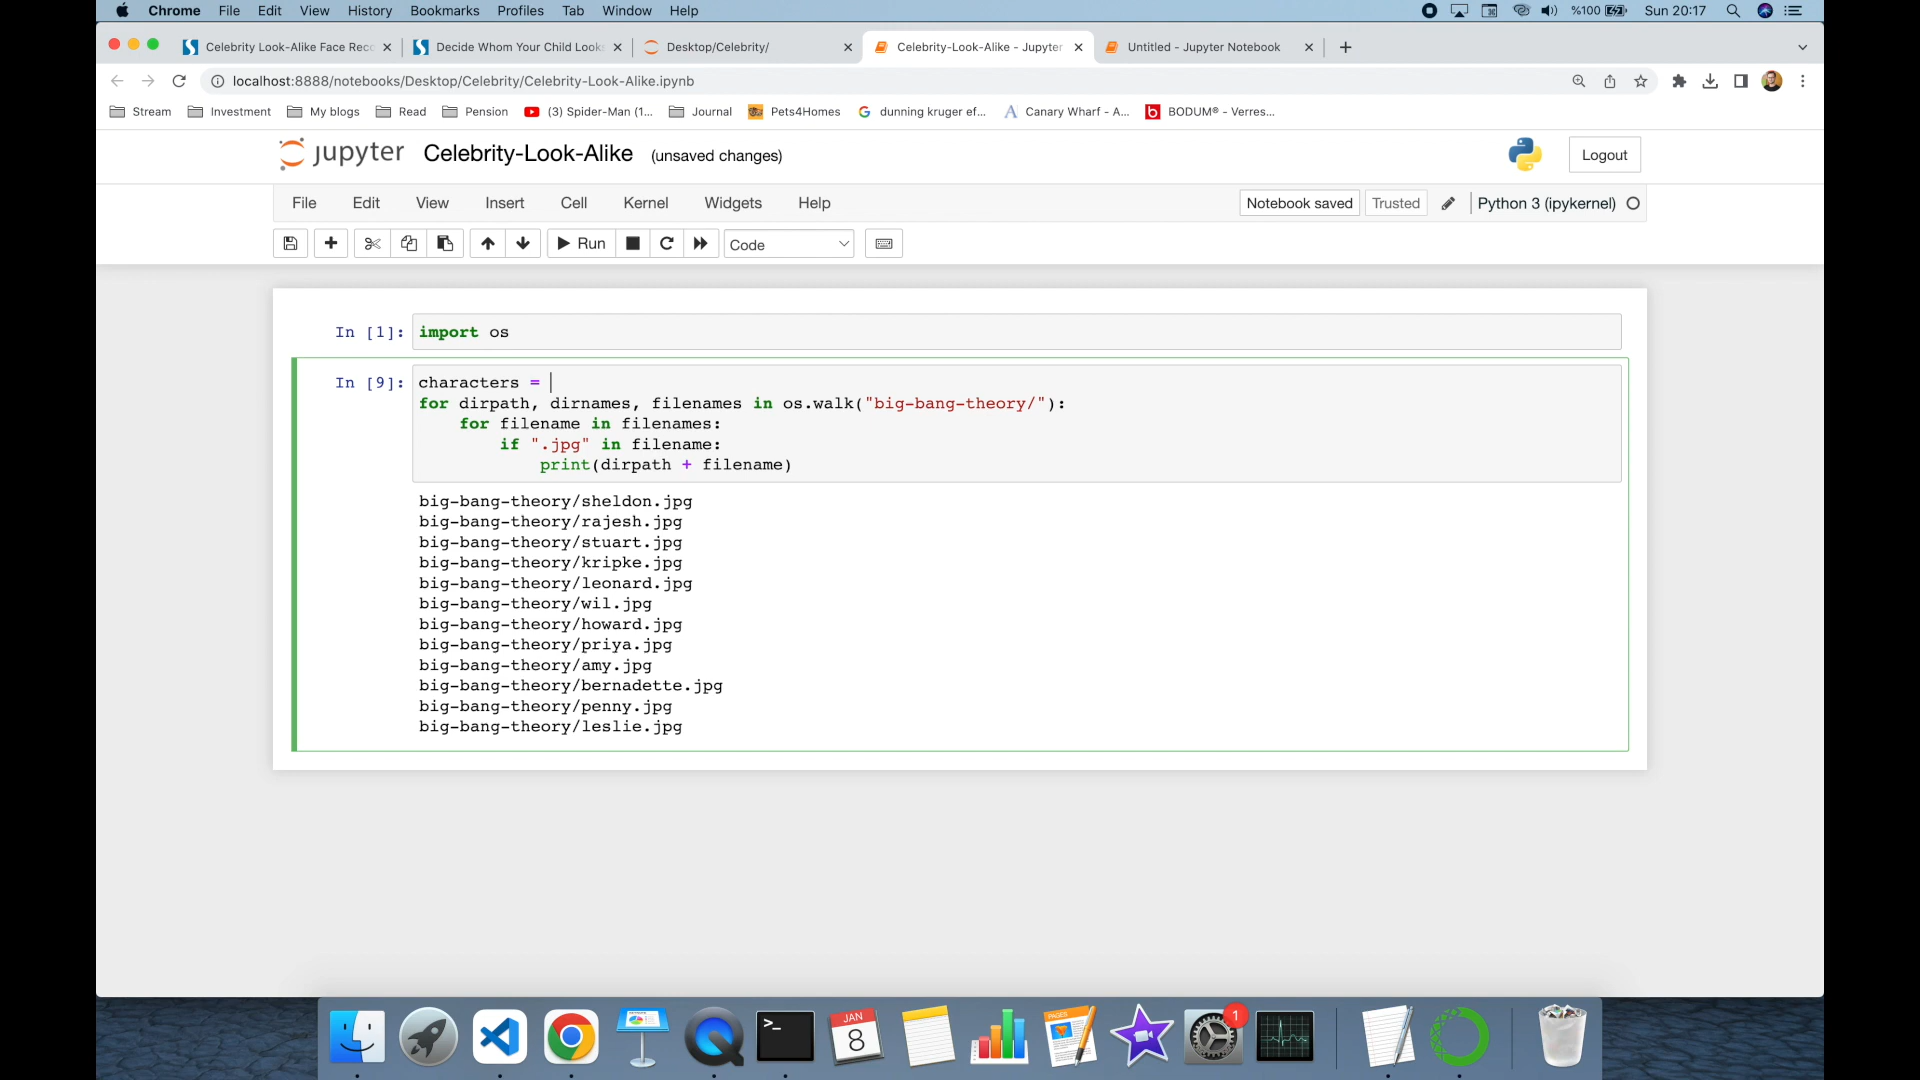 Chrome File Edit View History Bookmarks Profiles Tab Window Help %100 Sun 20:17
Celebrity Look-Alike Face Reco Decide Whom Your Child Looks Desktop/Celebrity/ Celebrity-Look-Alike - Jupyter Untitled - Jupyter Notebook
localhost:8888/notebooks/Desktop/Celebrity/Celebrity-Look-Alike.ipynb
Stream Investment My blogs Read Pension (3) Spider-Man (1... Journal Pets4Homes dunning kruger ef... Canary Wharf - A... BODUM® - Verres...
jupyter Celebrity-Look-Alike (unsaved changes) Logout
File Edit View Insert Cell Kernel Widgets Help Notebook saved Trusted Python 3 (ipykernel)
Run Code
In [1]: import os
In [9]: characters =
for dirpath, dirnames, filenames in os.walk("big-bang-theory/"):
for filename in filenames:
if ".jpg" in filename:
print(dirpath + filename)
big-bang-theory/sheldon.jpg
big-bang-theory/rajesh.jpg
big-bang-theory/stuart.jpg
big-bang-theory/kripke.jpg
big-bang-theory/leonard.jpg
big-bang-theory/wil.jpg
big-bang-theory/howard.jpg
big-bang-theory/priya.jpg
big-bang-theory/amy.jpg
big-bang-theory/bernadette.jpg
big-bang-theory/penny.jpg
big-bang-theory/leslie.jpg
>_ JAN 8 PAGES 1